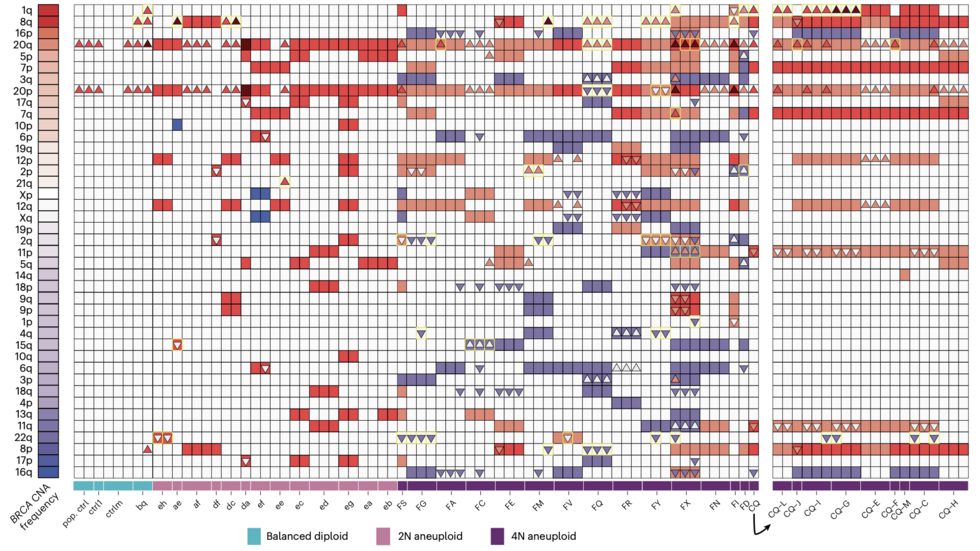 1q
8q
16p
20q
5p
7p
3q
20p
17q
7q
10p
6p
19q
12p
2p
21q
Xp
12q
Xq
19p
2q
11p
5q
14q
18p
9q
9p
1p
4q
15q
10q
6q
3p
18q
4p
13q
11q
22q
8p
17p
16q
BRCA CNA
frequency
pop. ctrl
ctrl1
ctrlm
bq
eh
ae
af
dc
da
ef
ee
ec
ed
eg
ea
eb
FS
FG
FA
FC
FE
FM
FV
FQ
FR
FY
FX
FN
FI
FD
CQ
CQ-L
CQ-J
CQ-I
CQ-G
CQ-E
CQ-M
CQ-C
CQ-H
Balanced diploid
2N aneuploid
4N aneuploid